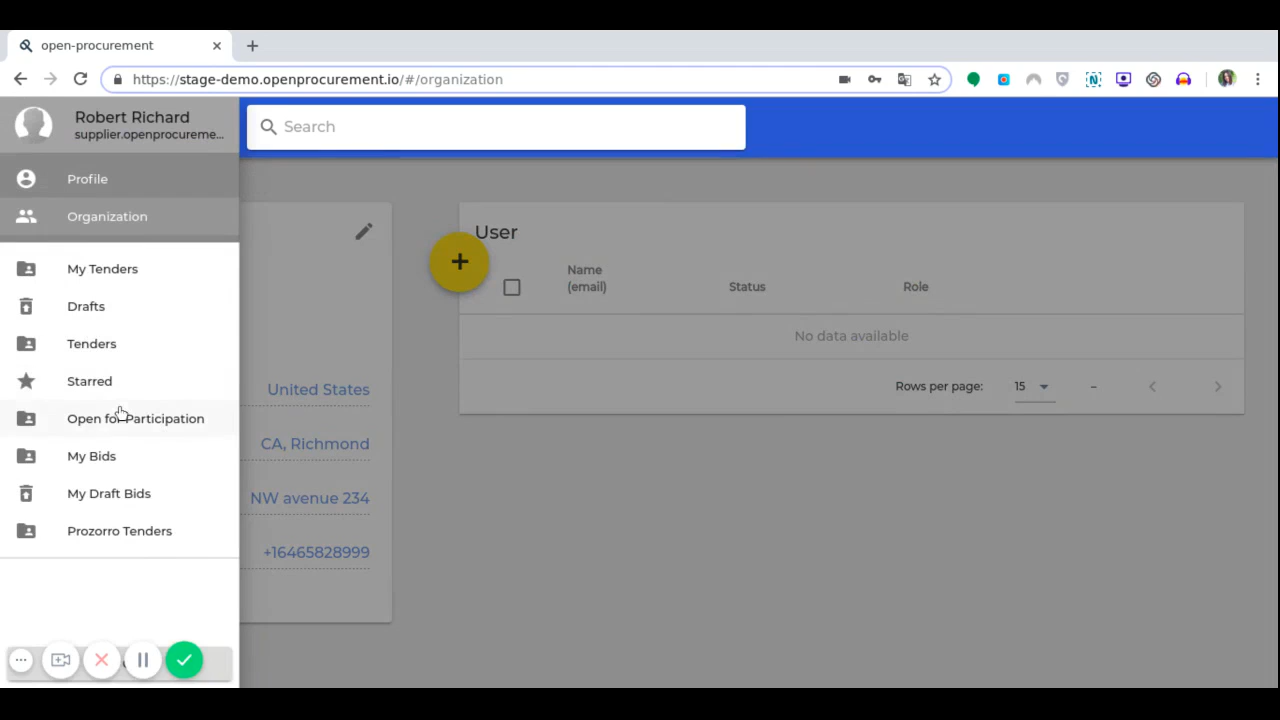 open-procurement
https://stage-demo.openprocurement.io/#/organization
Robert Richard
supplier.openprocureme...
Search
Profile
Organization
My Tenders
Drafts
Tenders
Starred
Open for Participation
My Bids
My Draft Bids
Prozorro Tenders
United States
CA, Richmond
NW avenue 234
+16465828999
User
Name
(email)
Status
Role
No data available
Rows per page:
15
–